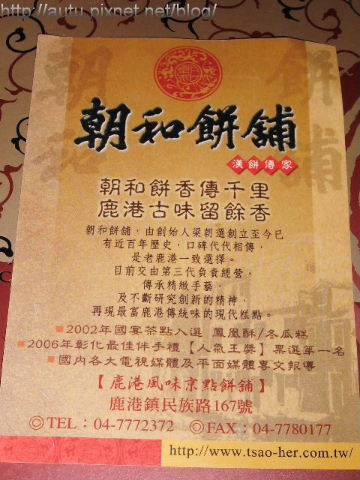 http://autu.pixnet.net/blog/
朝和餅舖
漢餅傳家
朝和餅香傳千里
鹿港古味留餘香
朝和餅舖，由創始人梁朝選創立至今已
有近百年歷史，口碑代代相傳，
是老鹿港一致選擇。
目前交由第三代負責經營，
傳承精緻手藝，
及不斷研究創新的精神，
再現最富鹿港傳統味的現代糕點。
■2002年國宴茶點入選 鳳凰酥/冬瓜糕
■2006年彰化最佳伴手禮【人氣王獎】票選第一名
■國內各大電視媒體及平面媒體專文報導
【鹿港風味京點餅舖】
鹿港鎮民族路167號
◎TEL：04-7772372 ◎FAX：04-7780177
http://www.tsao-her.com.tw/